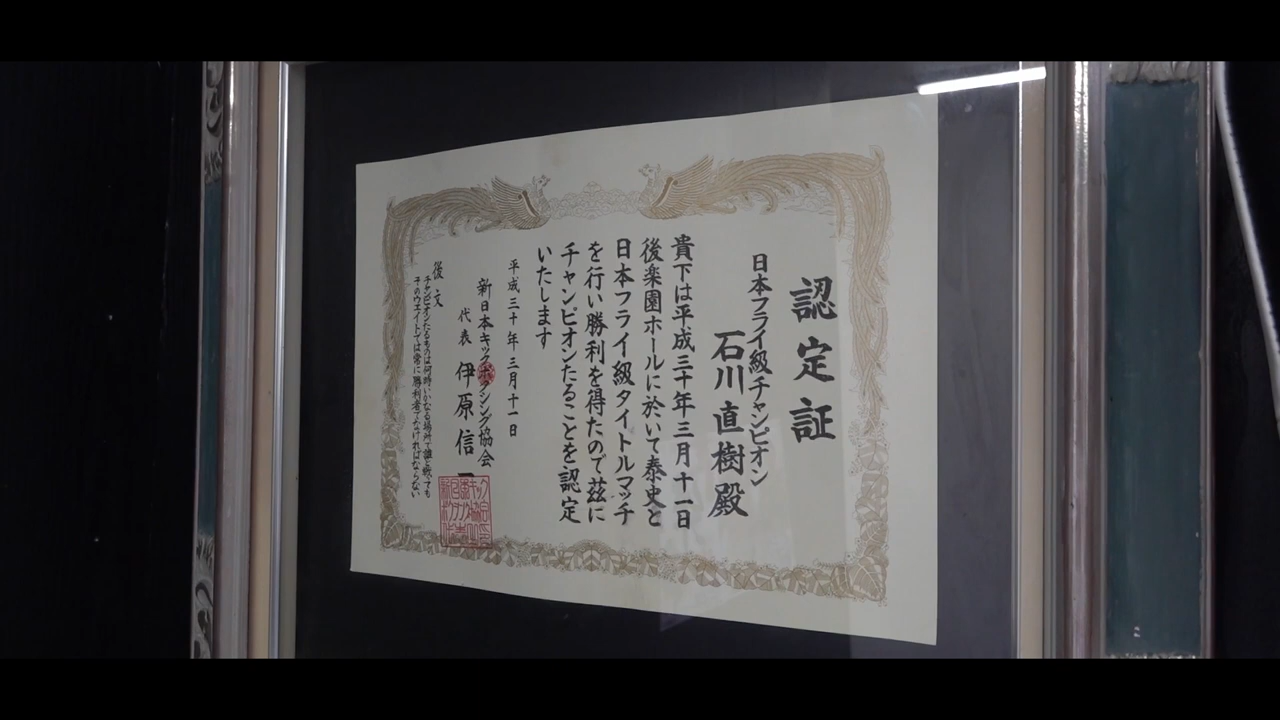 認定証
日本フライ級チャンピオン
石川直樹殿
貴下は平成三十年三月十一日
後楽園ホールに於いて泰史と
日本フライ級タイトルマッチ
を行い勝利を得たので茲に
チャンピオンたることを認定
いたします
平成三十年三月十一日
新日本キックボクシング協会
代表 伊原信一
後文
チャンピオンたるものは何時いかなる場所で誰と戦っても
そのウエイトでは常に勝利者でなければならない